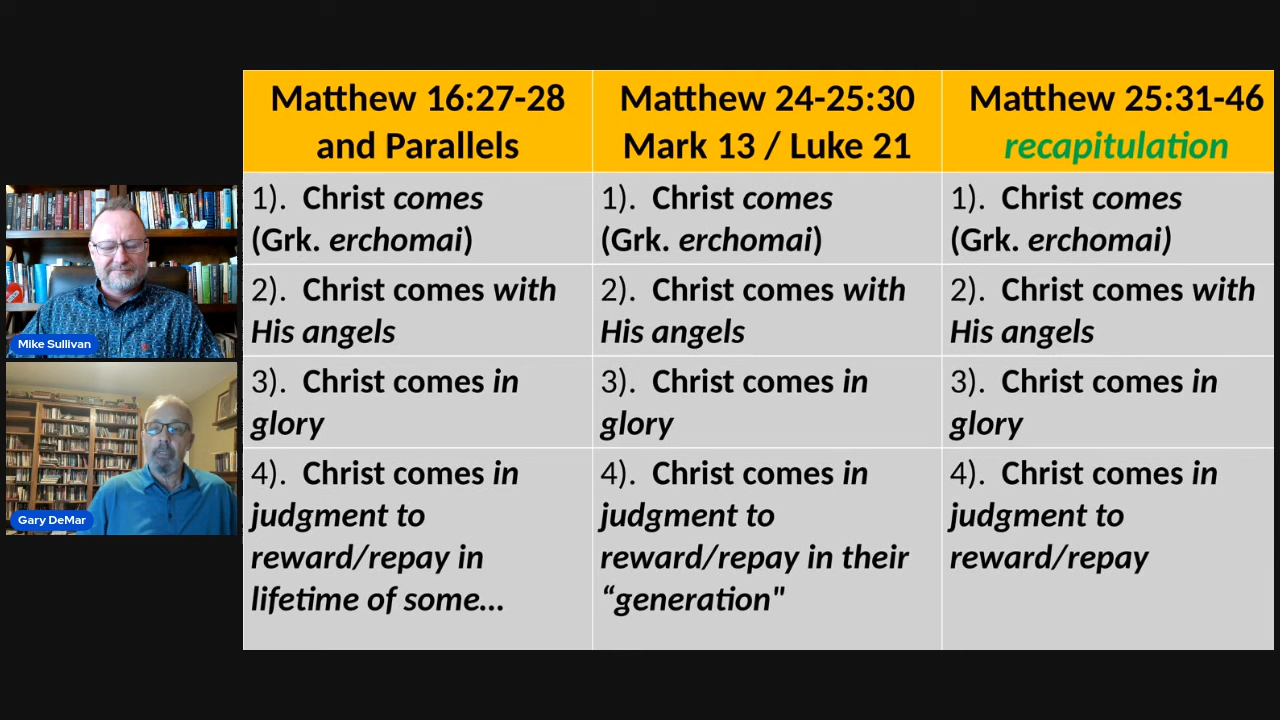 Matthew 16:27-28
and Parallels
Matthew 24-25:30
Mark 13 / Luke 21
Matthew 25:31-46
recapitulation
1). Christ comes
(Grk. erchomai)
1). Christ comes
(Grk. erchomai)
1). Christ comes
(Grk. erchomai)
2). Christ comes with
His angels
2). Christ comes with
His angels
2). Christ comes with
His angels
3). Christ comes in
glory
3). Christ comes in
glory
3). Christ comes in
glory
4). Christ comes in
judgment to
reward/repay in
lifetime of some...
4). Christ comes in
judgment to
reward/repay in their
“generation"
4). Christ comes in
judgment to
reward/repay
Mike Sullivan
Gary DeMar